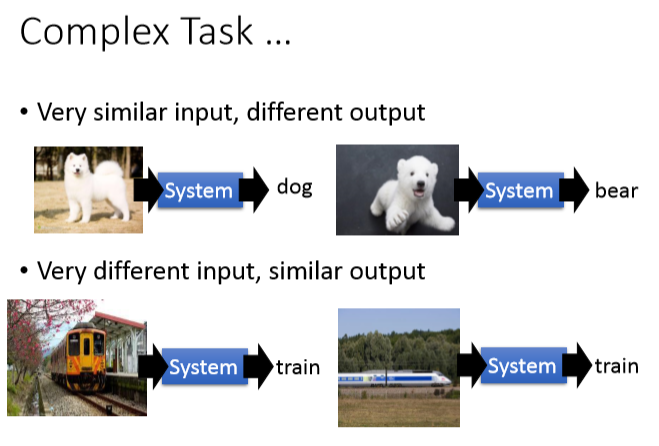 Complex Task ...
• Very similar input, different output
System
dog
System
bear
• Very different input, similar output
System
train
System
train